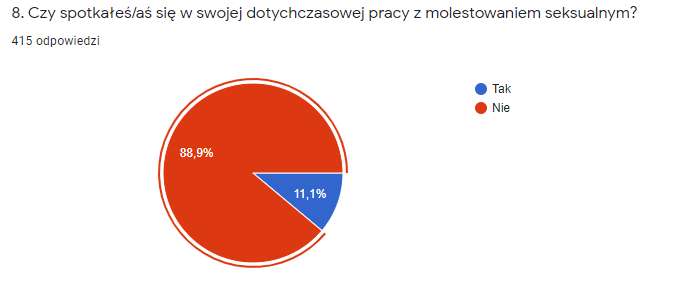 8. Czy spotkałeś/aś się w swojej dotychczasowej pracy z molestowaniem seksualnym?
415 odpowiedzi
Tak
Nie
88,9%
11,1%